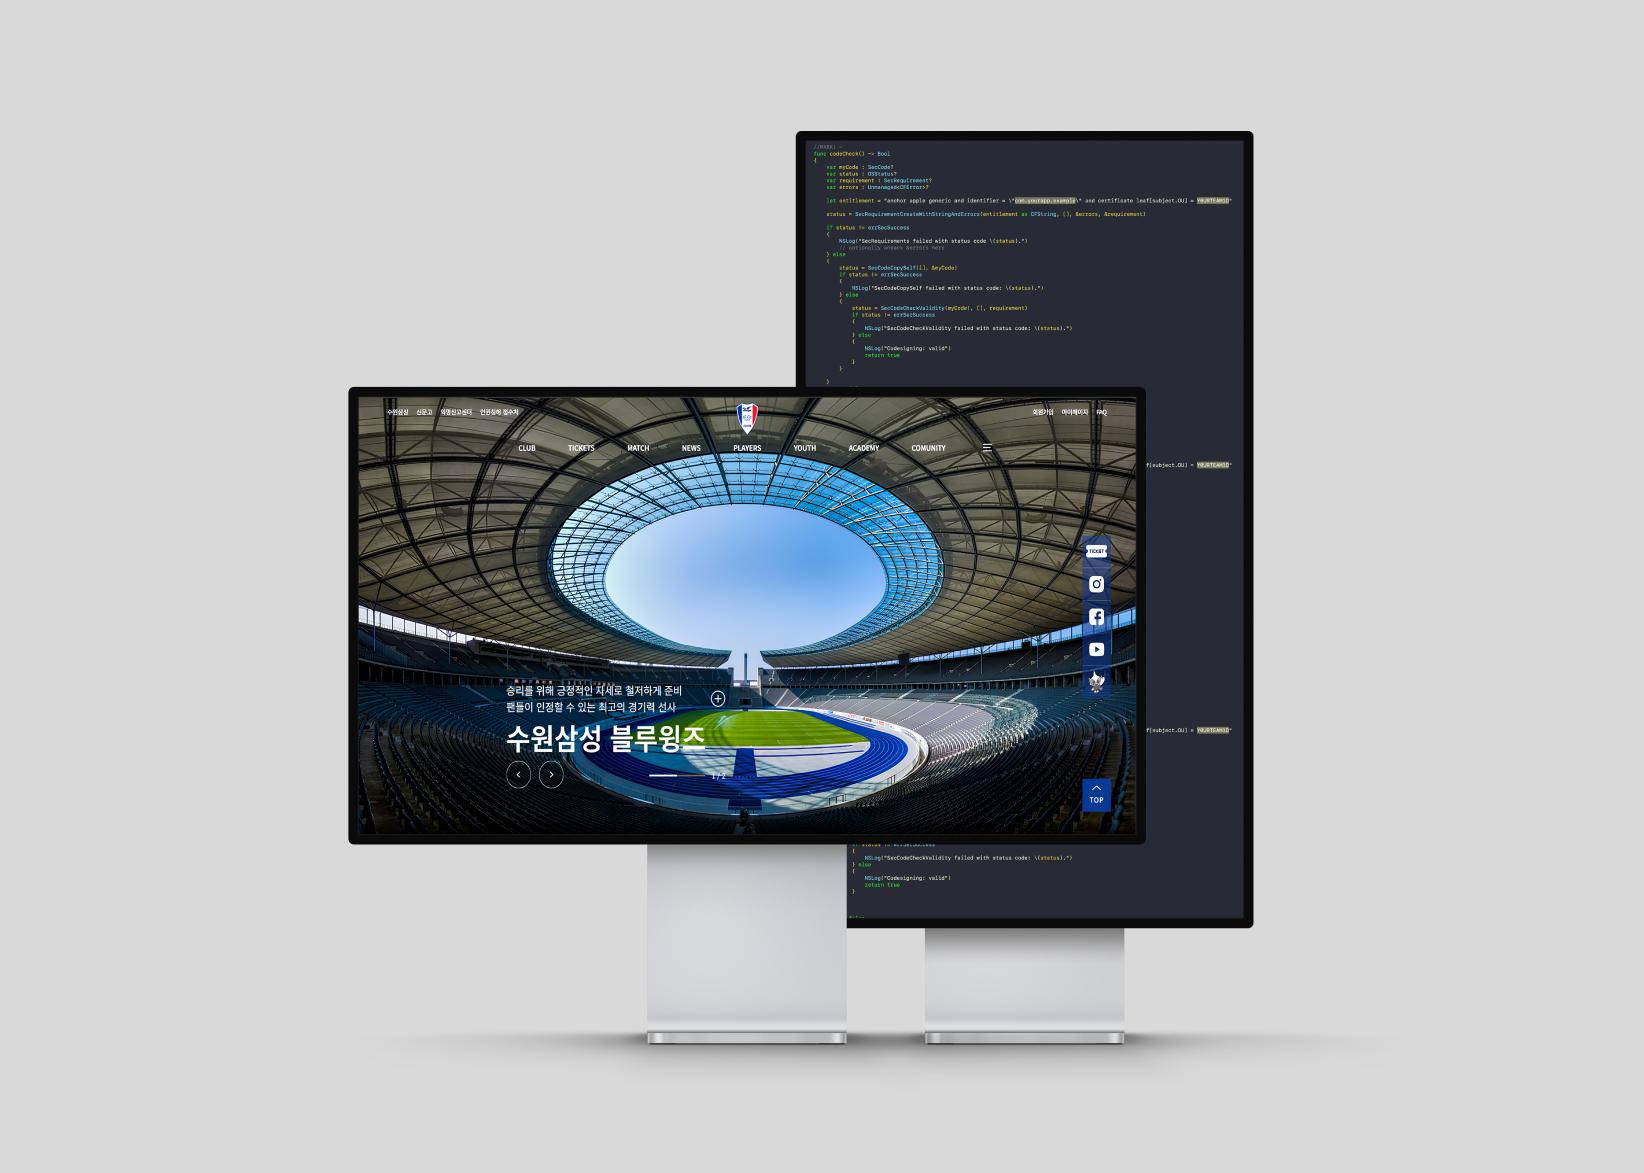 //MARK: -
func codeCheck() -> Bool
{
var myCode : SecCode?
var status : OSStatus?
var requirement : SecRequirement?
var errors : Unmanaged<CFError>?
let entitlement = "anchor apple generic and identifier = \"com.yourapp.example\" and certificate leaf[subject.OU] = YOURTEAMID"
status = SecRequirementCreateWithStringAndErrors(entitlement as CFString, [], &errors, &requirement)
if status != errSecSuccess
{
NSLog("SecRequirements failed with status code \(status).")
// optionally unpack &errors here
} else
{
status = SecCodeCopySelf([], &myCode)
if status != errSecSuccess
{
NSLog("SecCodeCopySelf failed with status code: \(status).")
} else
{
status = SecCodeCheckValidity(myCode!, [], requirement)
if status != errSecSuccess
{
NSLog("SecCodeCheckValidity failed with status code: \(status).")
} else
{
NSLog("Codesigning: valid")
return true
}
}
}
수원삼성 신문고 익명신고센터 인권침해 접수처
회원가입 마이페이지 FAQ
CLUB TICKETS MATCH NEWS PLAYERS YOUTH ACADEMY COMUNITY
f[subject.OU] = YOURTEAMID"
TICKET
승리를 위해 긍정적인 자세로 철저하게 준비
팬들이 인정할 수 있는 최고의 경기력 선사
수원삼성 블루윙즈
1 / 2
f[subject.OU] = YOURTEAMID"
TOP
if status != errSecSuccess
{
NSLog("SecCodeCheckValidity failed with status code: \(status).")
} else
{
NSLog("Codesigning: valid")
return true
}